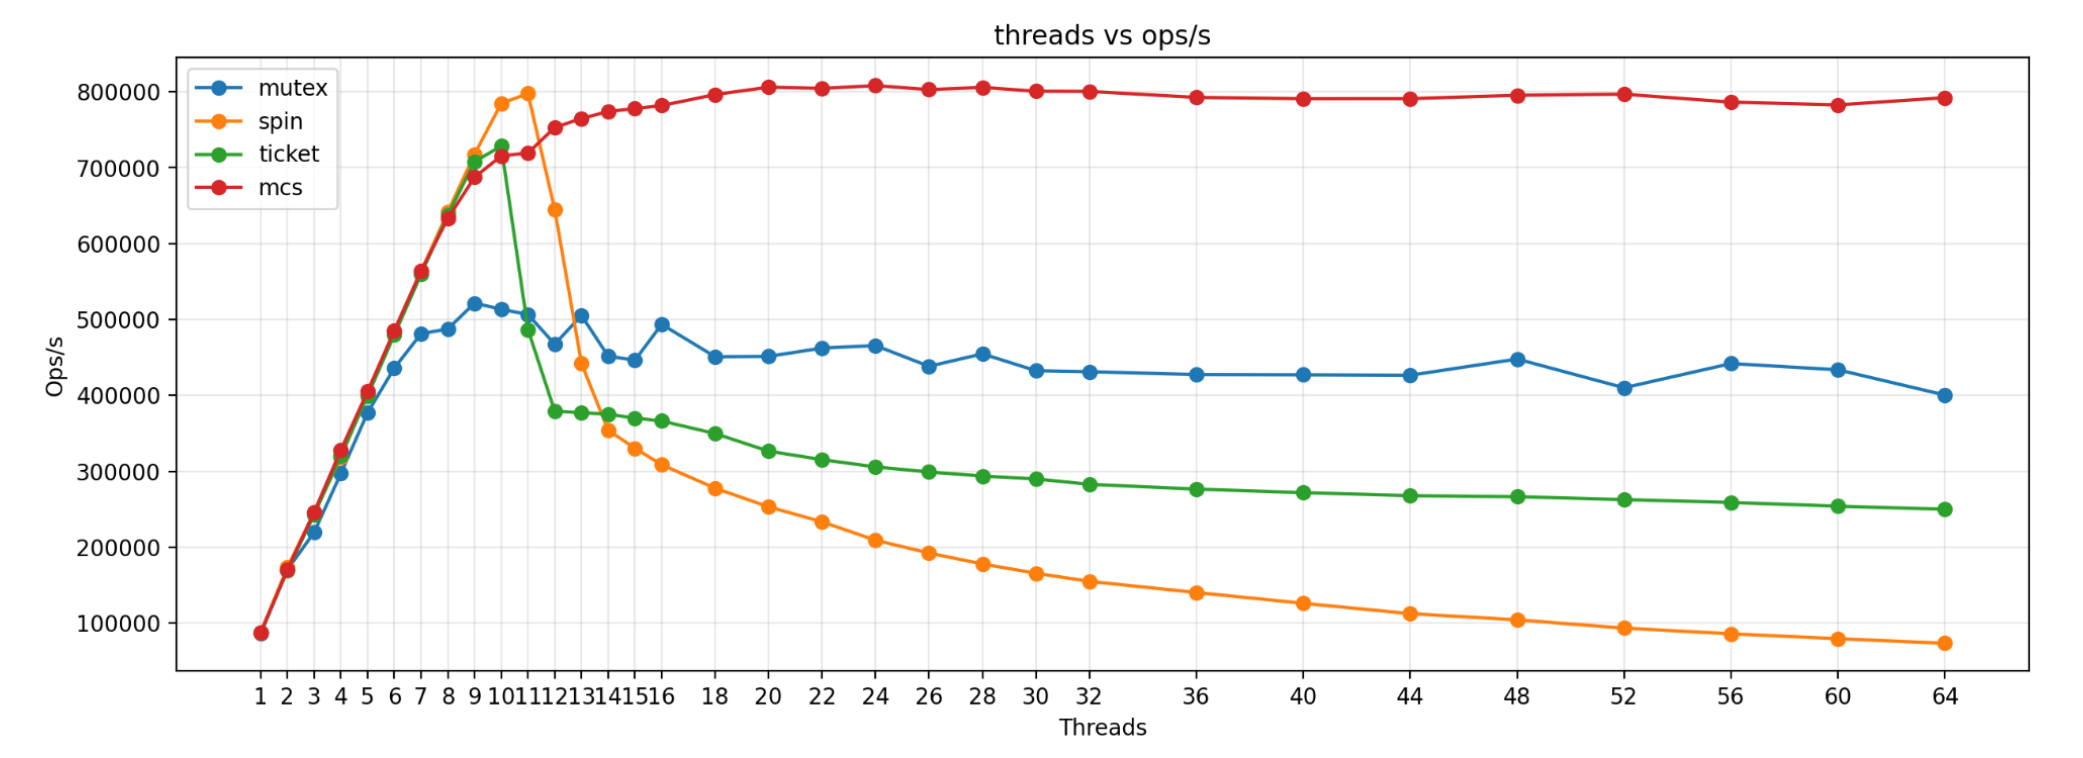 threads vs ops/s
mutex
spin
ticket
mcs
800000
700000
600000
500000
400000
300000
200000
100000
Ops/s
1 2 3 4 5 6 7 8 9 10 11 12 13 14 15 16 18 20 22 24 26 28 30 32 36 40 44 48 52 56 60 64
Threads